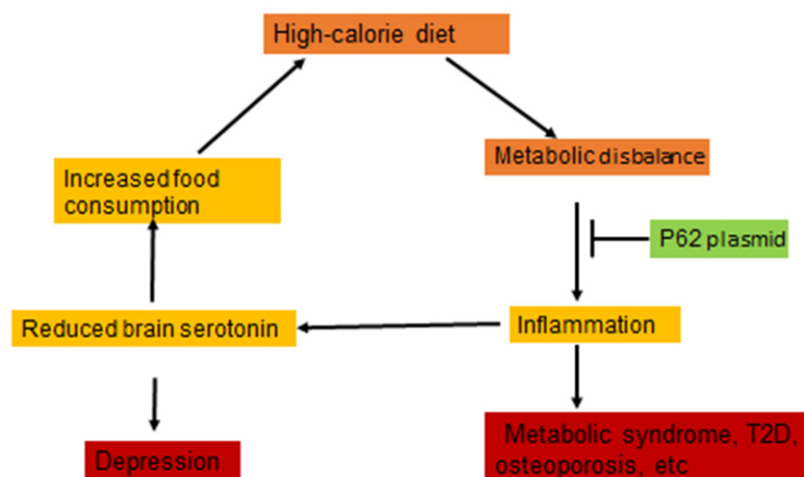 High-calorie diet
Metabolic disbalance
Increased food
consumption
P62 plasmid
Reduced brain serotonin
Inflammation
Depression
Metabolic syndrome, T2D,
osteoporosis, etc